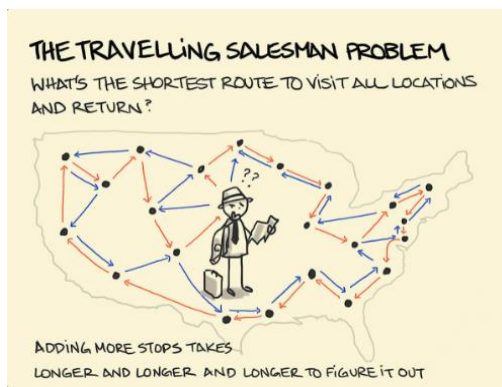 THE TRAVELLING SALESMAN PROBLEM
WHAT'S THE SHORTEST ROUTE TO VISIT ALL LOCATIONS
AND RETURN?
??
ADDING MORE STOPS TAKES
LONGER AND LONGER AND LONGER TO FIGURE IT OUT